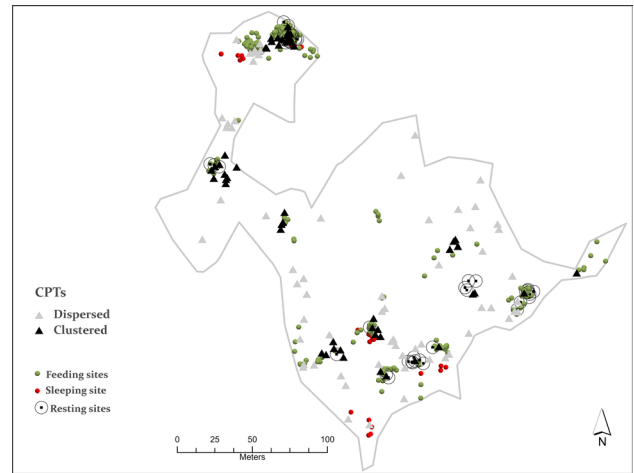 CPTs
Dispersed
Clustered
Feeding sites
Sleeping site
Resting sites
0 25 50 100
Meters
N